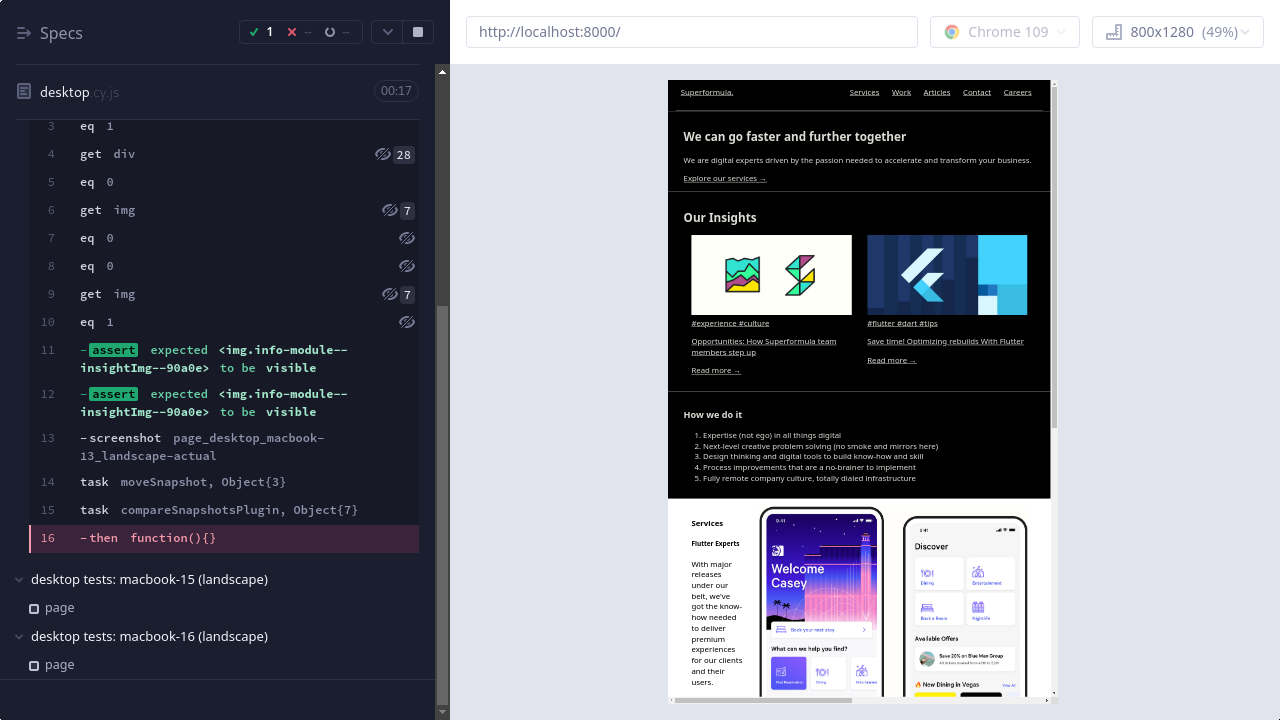 Specs
1
--
--
http://localhost:8000/
Chrome 109
800x1280 (49%)
desktop.cy.js
00:17
3 eq 1
4 get div 28
5 eq 0
6 get img 7
7 eq 0
8 eq 0
9 get img 7
10 eq 1
11 -assert expected <img.info-module--
insightImg--90a0e> to be visible
12 -assert expected <img.info-module--
insightImg--90a0e> to be visible
13 -screenshot page_desktop_macbook-
13_landscape-actual
14 task moveSnapshot, Object{3}
15 task compareSnapshotsPlugin, Object{7}
16 -then function(){}
desktop tests: macbook-15 (landscape)
page
desktop tests: macbook-16 (landscape)
page
Superformula.
Services Work Articles Contact Careers
We can go faster and further together
We are digital experts driven by the passion needed to accelerate and transform your business.
Explore our services →
Our Insights
#experience #culture
Opportunities: How Superformula team
members step up
Read more →
#flutter #dart #tips
Save time! Optimizing rebuilds With Flutter
Read more →
How we do it
1. Expertise (not ego) in all things digital
2. Next-level creative problem solving (no smoke and mirrors here)
3. Design thinking and digital tools to build know-how and skill
4. Process improvements that are a no-brainer to implement
5. Fully remote company culture, totally dialed infrastructure
Services
Flutter Experts
With major
releases
under our
belt, we've
got the know-
how needed
to deliver
premium
experiences
for our clients
and their
users.
9:41
Welcome
Casey
Book your next stay
What can we help you find?
Dining
9:41
Discover
Dining
Entertainment
Book a Room
Nightlife
Available Offers
Save 20% on Blue Man Group
New Dining in Vegas
View All